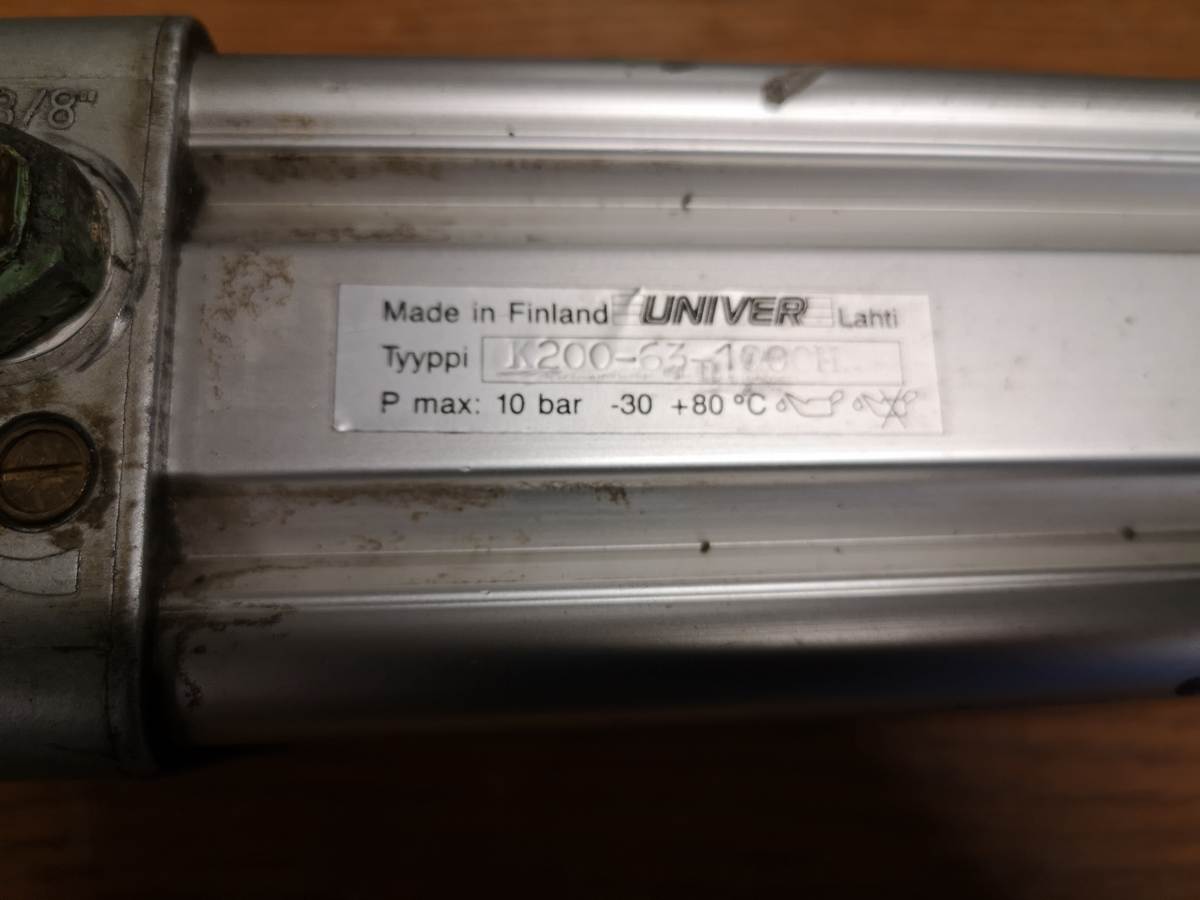 3/8"
Made in Finland UNIVER Lahti
Tyyppi
P max: 10 bar -30 +80 °C